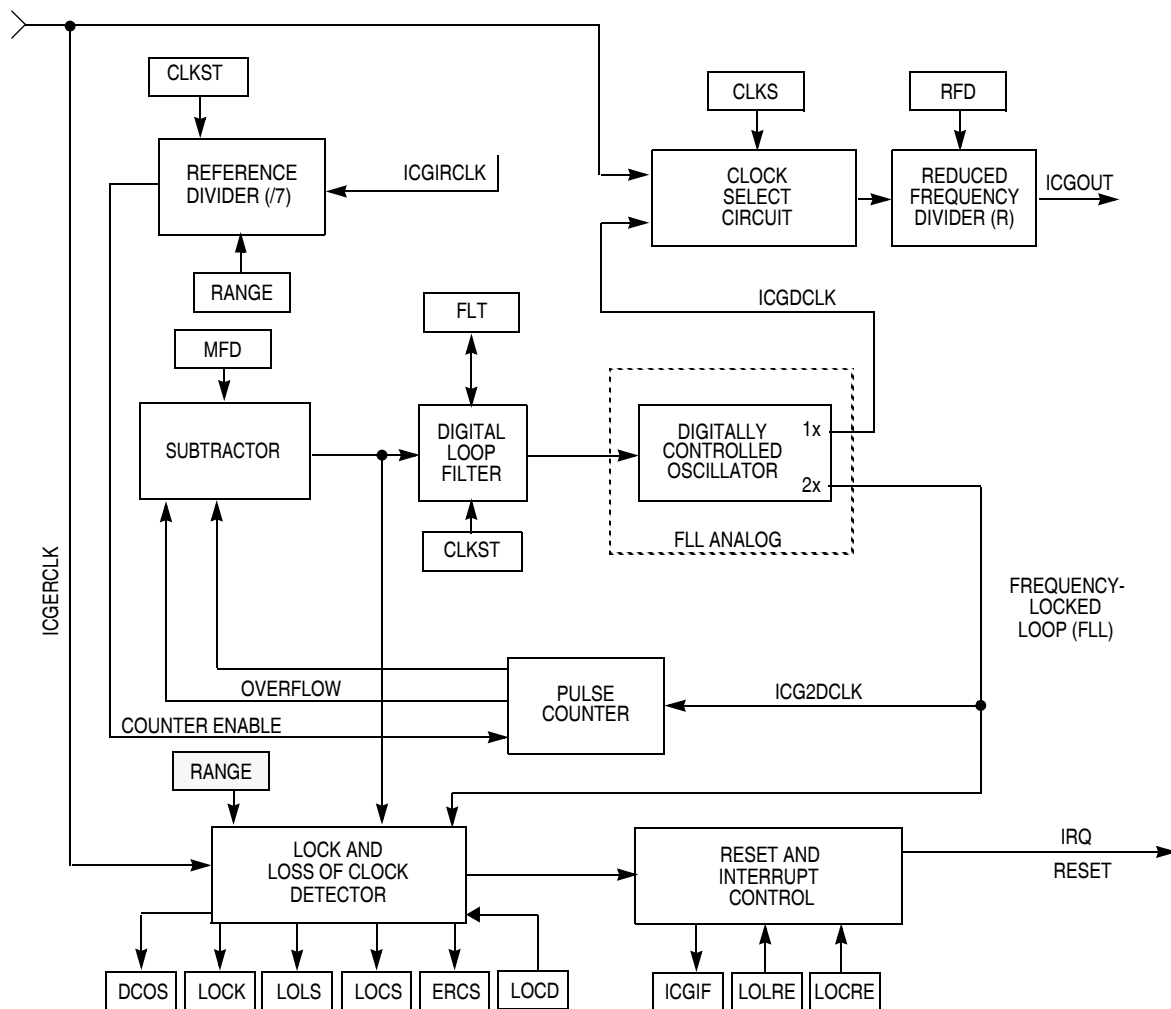 CLKST
CLKS
RFD
REFERENCE
DIVIDER (/7)
ICGIRCLK
CLOCK
SELECT
CIRCUIT
REDUCED
FREQUENCY
DIVIDER (R)
ICGOUT
RANGE
ICGDCLK
FLT
MFD
SUBTRACTOR
DIGITAL
LOOP
FILTER
DIGITALLY
CONTROLLED
OSCILLATOR
1x
2x
CLKST
FLL ANALOG
ICGERCLK
FREQUENCY-
LOCKED
LOOP (FLL)
OVERFLOW
COUNTER ENABLE
PULSE
COUNTER
ICG2DCLK
RANGE
LOCK AND
LOSS OF CLOCK
DETECTOR
RESET AND
INTERRUPT
CONTROL
IRQ
RESET
DCOS
LOCK
LOLS
LOCS
ERCS
LOCD
ICGIF
LOLRE
LOCRE